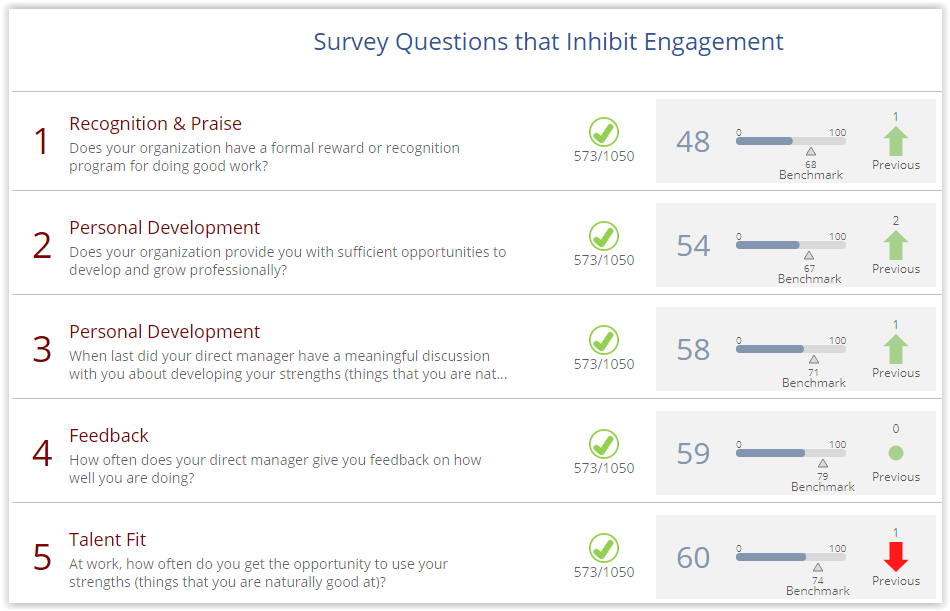 Survey Questions that Inhibit Engagement
1
Recognition & Praise
Does your organization have a formal reward or recognition
program for doing good work?
573/1050
48
0 100
68
Benchmark
1
Previous
2
Personal Development
Does your organization provide you with sufficient opportunities to
develop and grow professionally?
573/1050
54
0 100
67
Benchmark
2
Previous
3
Personal Development
When last did your direct manager have a meaningful discussion
with you about developing your strengths (things that you are nat...
573/1050
58
0 100
71
Benchmark
1
Previous
4
Feedback
How often does your direct manager give you feedback on how
well you are doing?
573/1050
59
0 100
79
Benchmark
0
Previous
5
Talent Fit
At work, how often do you get the opportunity to use your
strengths (things that you are naturally good at)?
573/1050
60
0 100
74
Benchmark
1
Previous